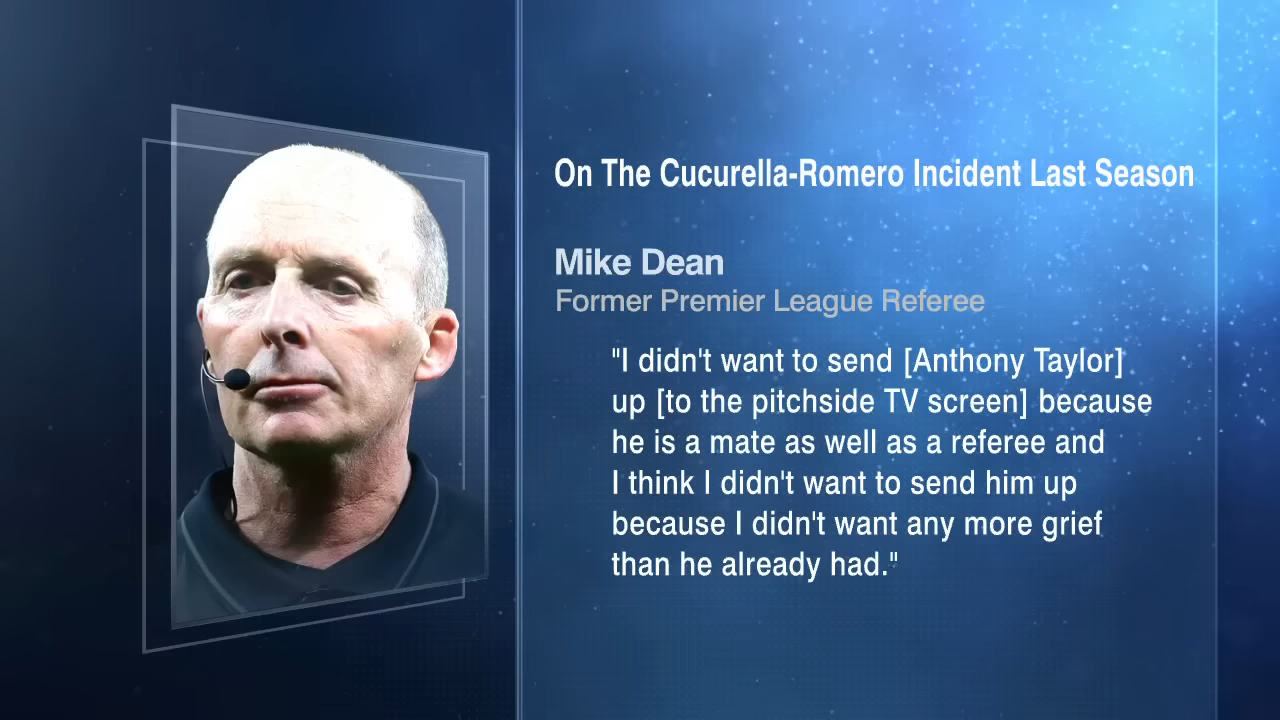 On The Cucurella-Romero Incident Last Season
Mike Dean
Former Premier League Referee
"I didn't want to send [Anthony Taylor]
up [to the pitchside TV screen] because
he is a mate as well as a referee and
I think I didn't want to send him up
because I didn't want any more grief
than he already had."